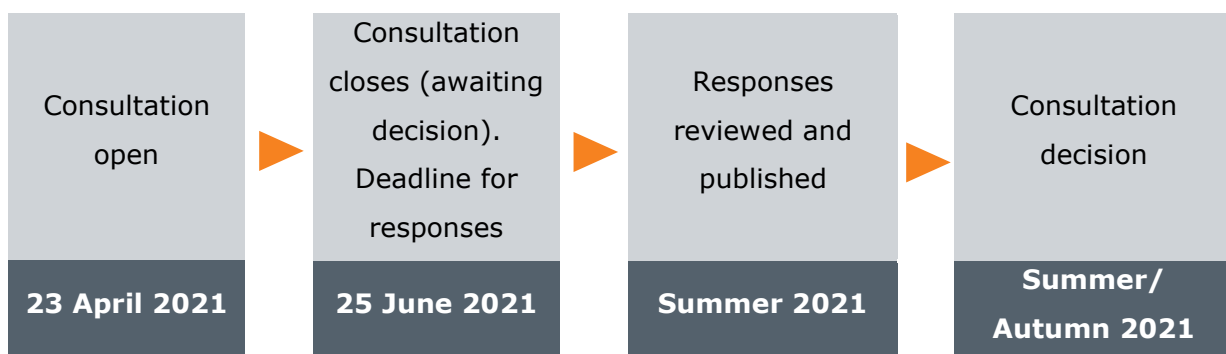 Consultation
open
23 April 2021
Consultation
closes (awaiting
decision).
Deadline for
responses
25 June 2021
Responses
reviewed and
published
Summer 2021
Consultation
decision
Summer/
Autumn 2021